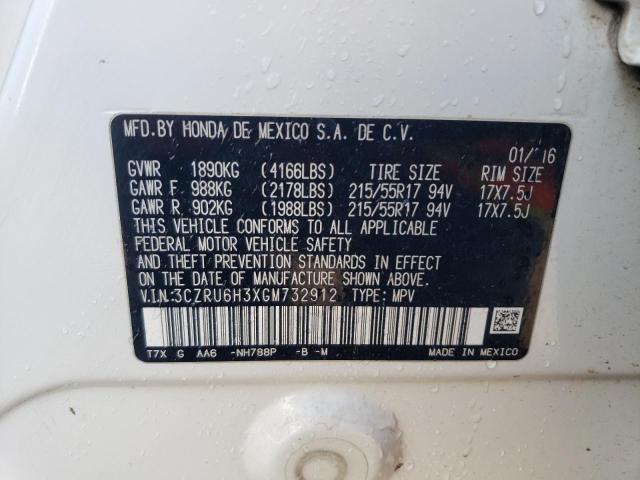 MFD.BY HONDA DE MEXICO S.A. DE C.V.
01/16
GVWR 1890KG (4166LBS) TIRE SIZE RIM SIZE
GAWR F. 988KG (2178LBS) 215/55R17 94V 17X7.5J
GAWR R. 902KG (1988LBS) 215/55R17 94V 17X7.5J
THIS VEHICLE CONFORMS TO ALL APPLICABLE
FEDERAL MOTOR VEHICLE SAFETY
AND THEFT PREVENTION STANDARDS IN EFFECT
ON THE DATE OF MANUFACTURE SHOWN ABOVE.
V.I.N:3CZRU6H3XGM732912 TYPE: MPV
T7X G AA6 -NH788P -B -M MADE IN MEXICO